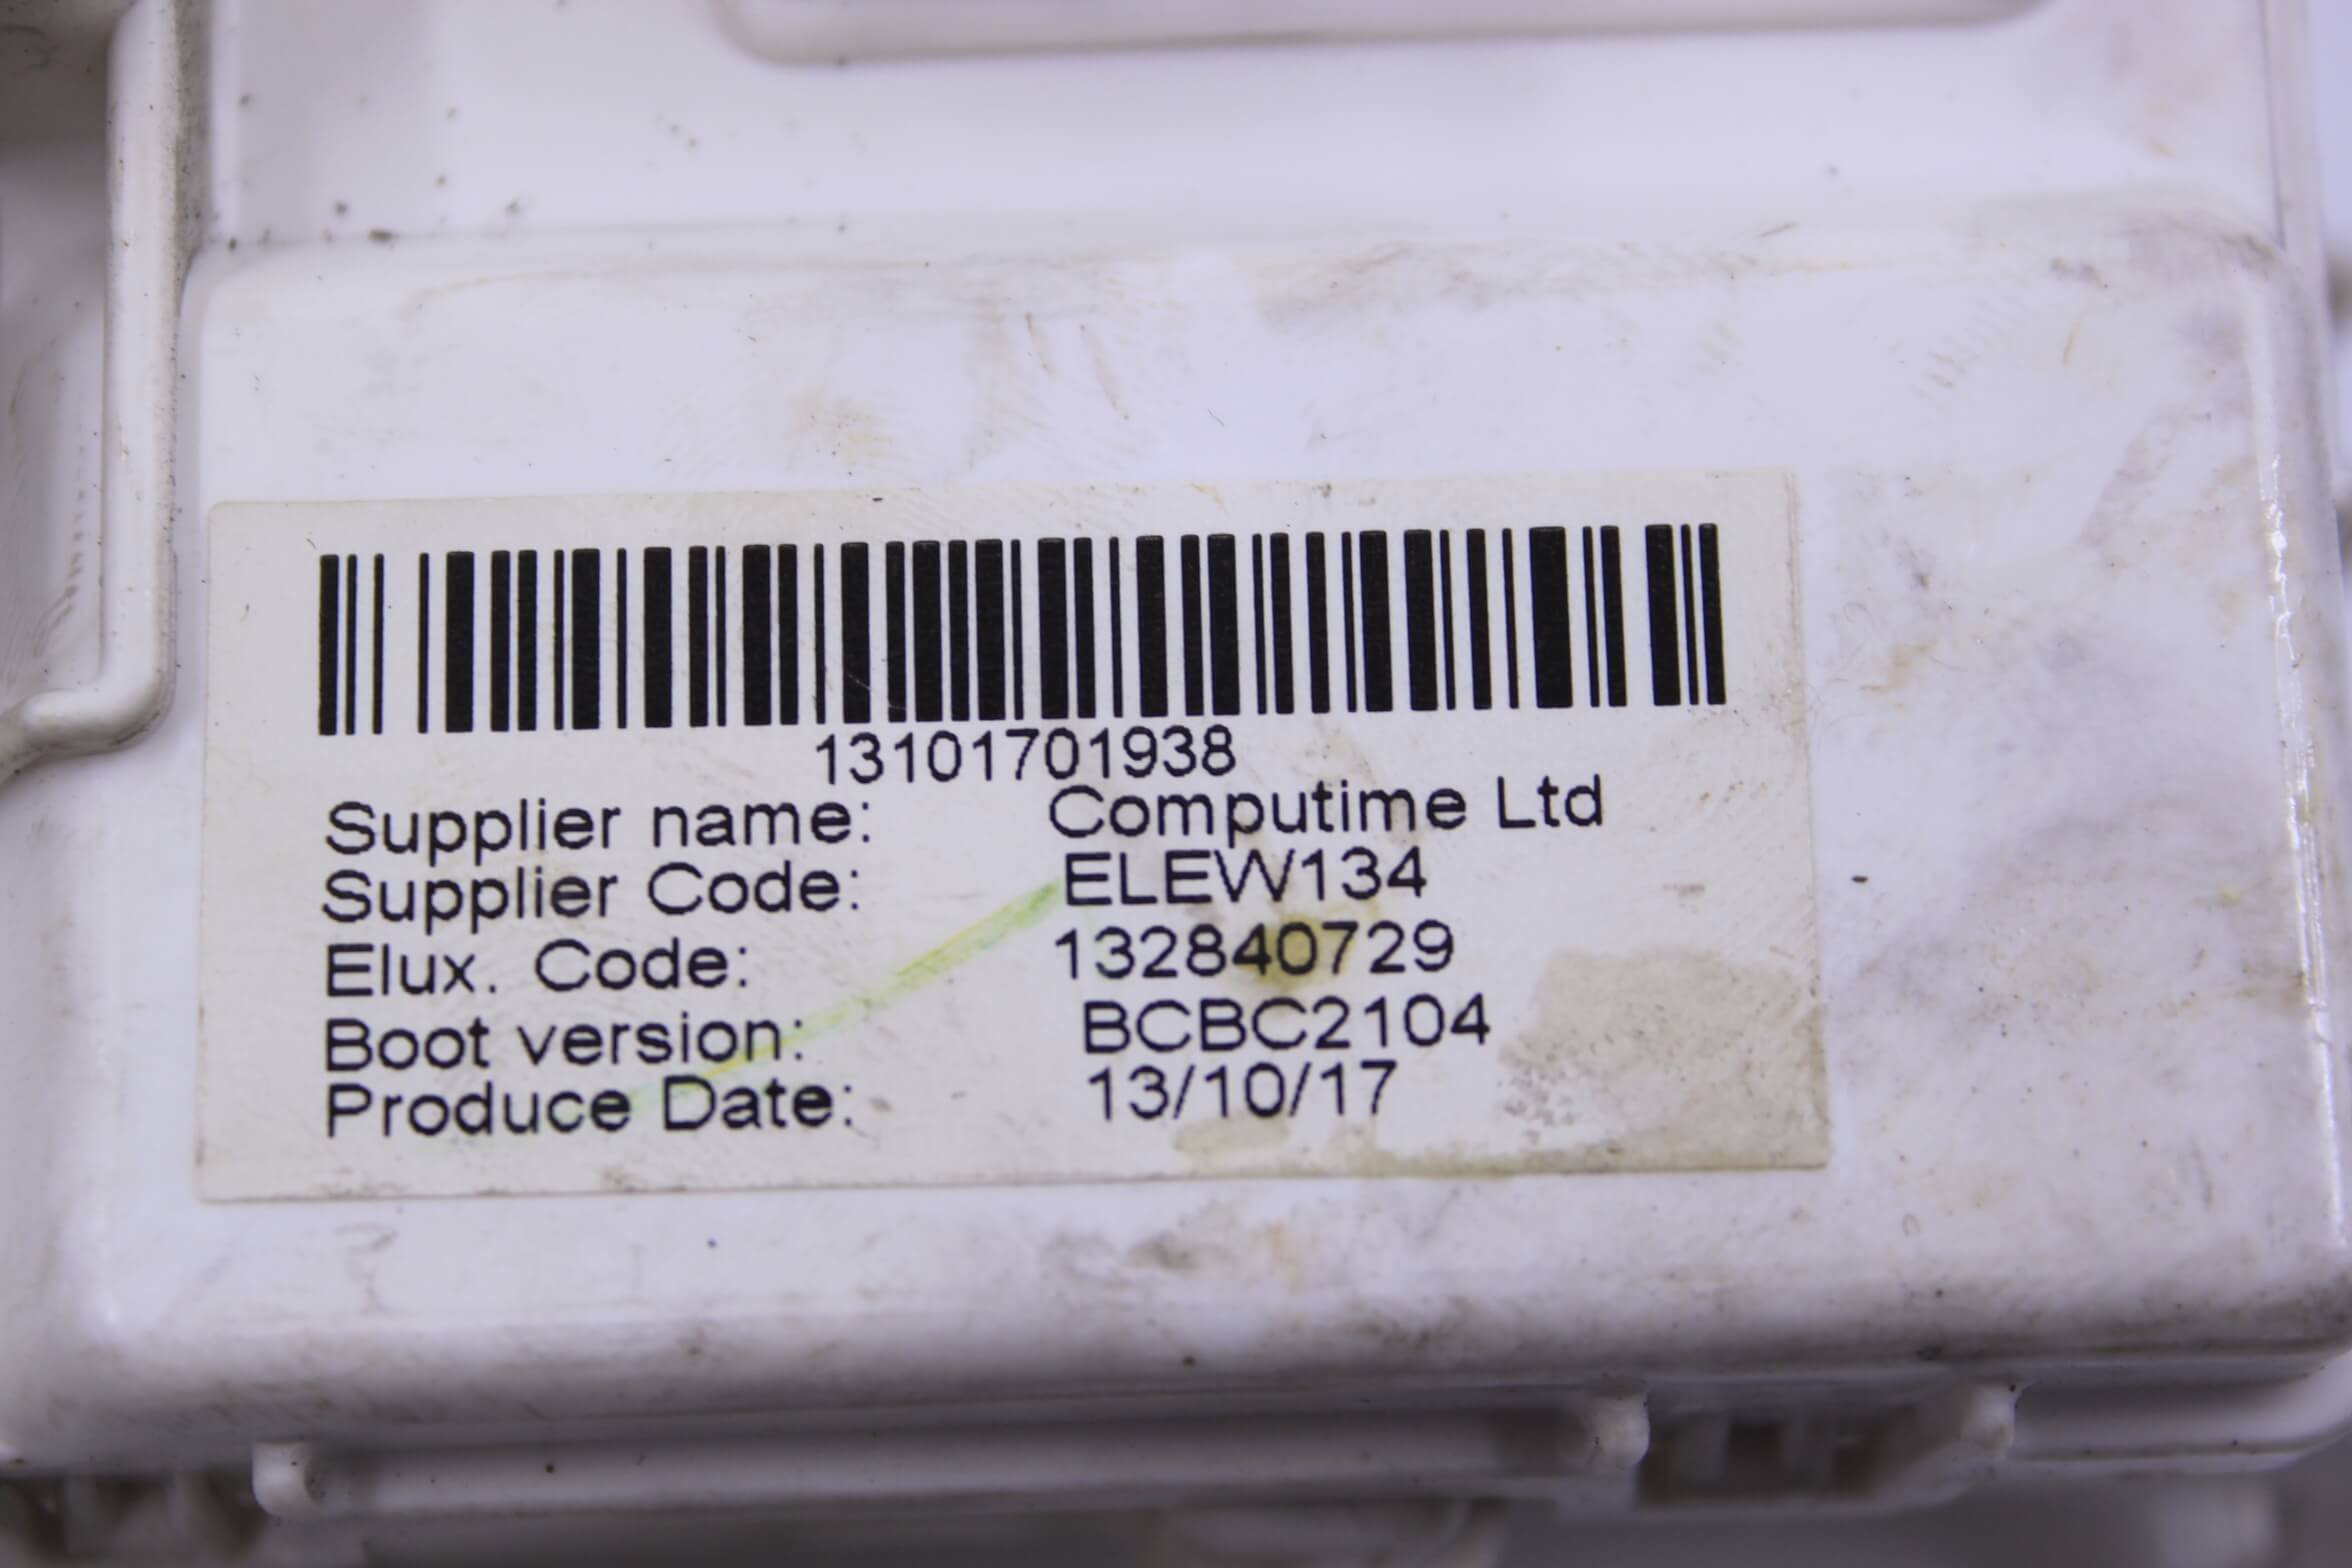 13101701938
Supplier name: Computime Ltd
Supplier Code: ELEW134
Elux. Code: 132840729
Boot version: BCBC2104
Produce Date: 13/10/17